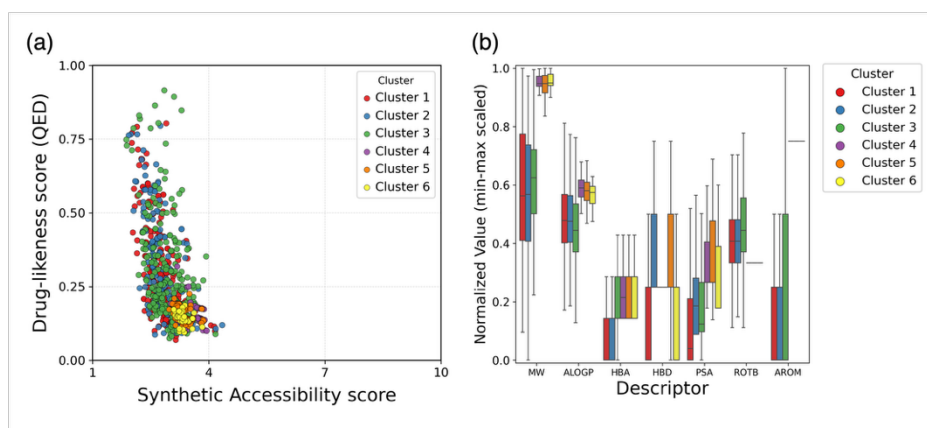 (a)
1.00
0.75
0.50
0.25
0.00
1
4
7
10
Drug-likeness score (QED)
Synthetic Accessibility score
Cluster
Cluster 1
Cluster 2
Cluster 3
Cluster 4
Cluster 5
Cluster 6
(b)
1.0
0.8
0.6
0.4
0.2
0.0
Normalized Value (min-max scaled)
MW
ALOGP
HBA
HBD
PSA
ROTB
AROM
Descriptor
Cluster
Cluster 1
Cluster 2
Cluster 3
Cluster 4
Cluster 5
Cluster 6